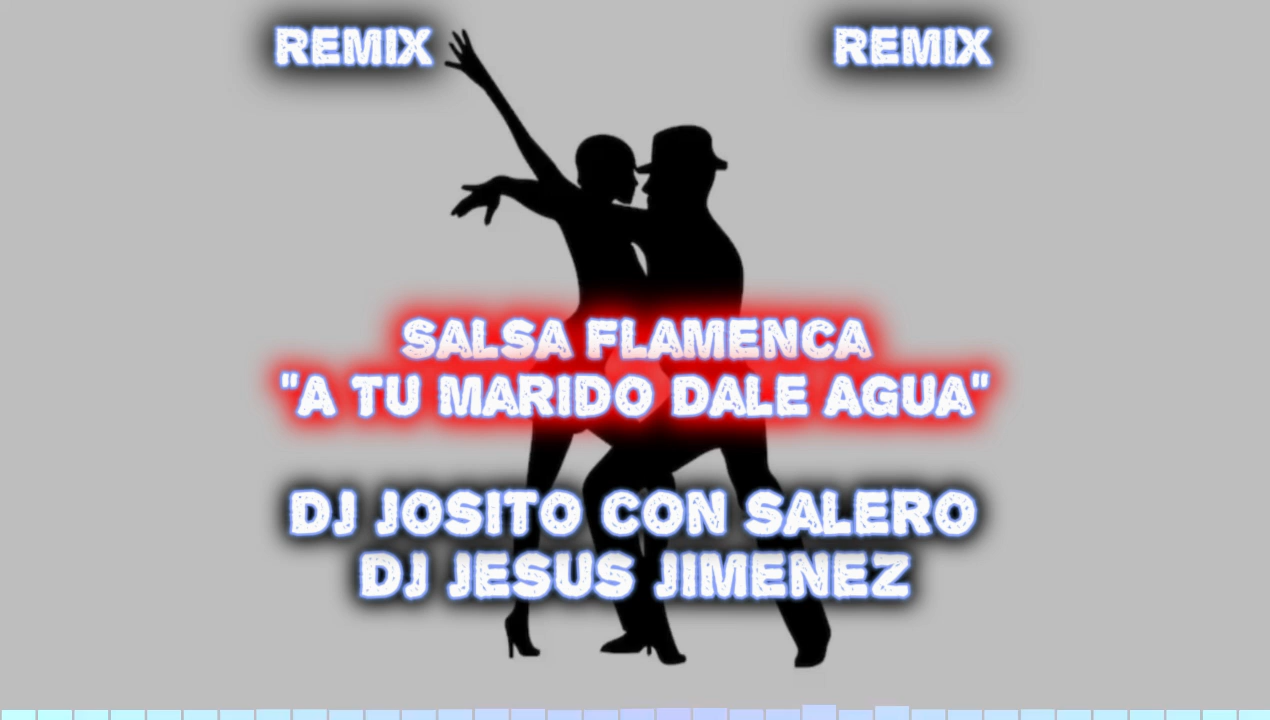 REMIX REMIX
SALSA FLAMENCA
"A TU MARIDO DALE AGUA"
DJ JOSITO CON SALERO
DJ JESUS JIMENEZ